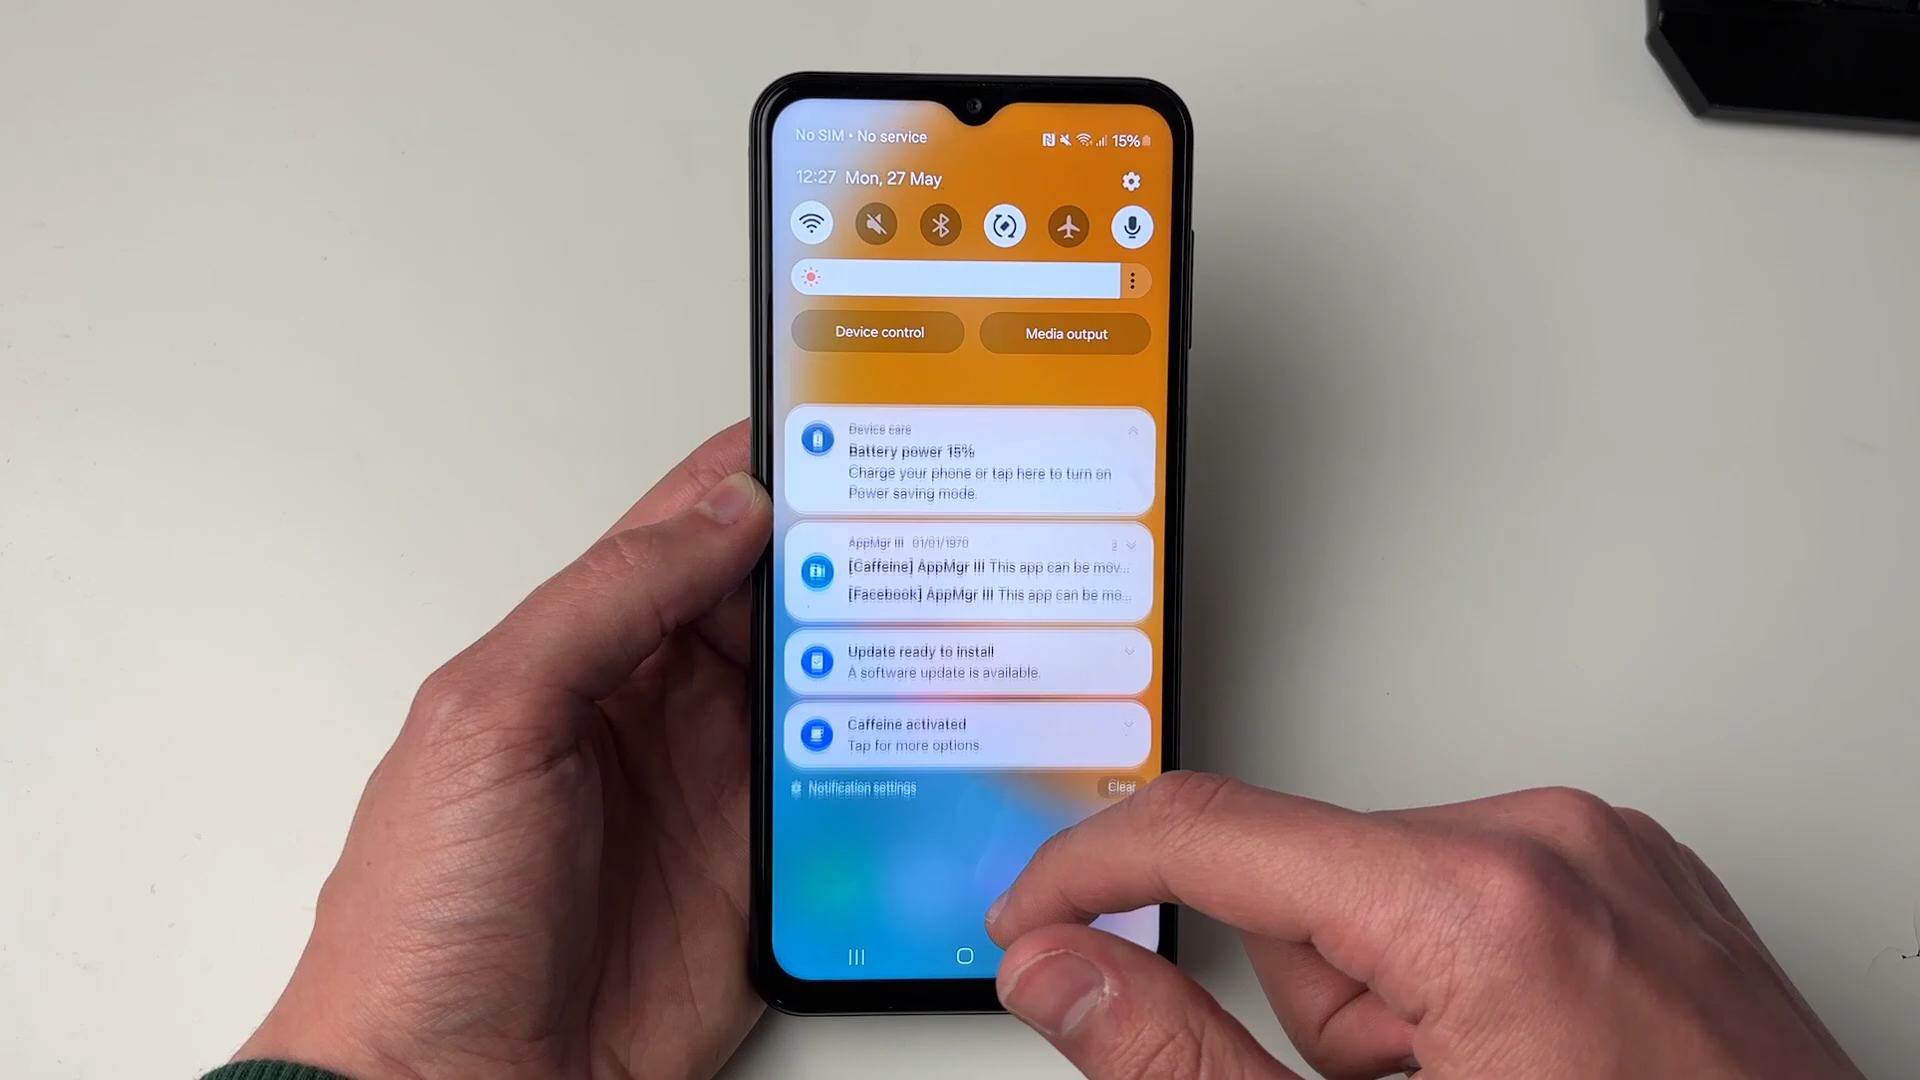 No SIM • No service
15%
12:27 Mon, 27 May
Device control
Media output
Device care
Battery power 15%
Charge your phone or tap here to turn on
Power saving mode.
AppMgr III 01/01/1970
2
[Caffeine] AppMgr III This app can be mov...
[Facebook] AppMgr III This app can be mo...
Update ready to install
A software update is available.
Caffeine activated
Tap for more options.
Notification settings
Clear